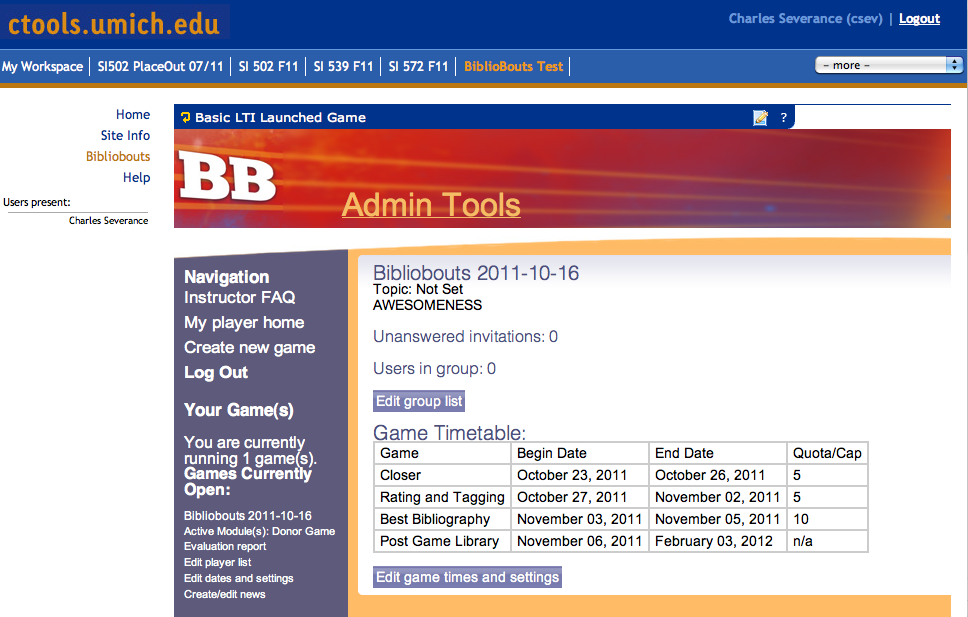 ctools.umich.edu
Charles Severance (csev) | Logout
My Workspace | SI502 PlaceOut 07/11 | SI 502 F11 | SI 539 F11 | SI 572 F11 | BiblioBouts Test |
- more -
Home
Site Info
Bibliobouts
Help
Users present:
Charles Severance
Basic LTI Launched Game
?
BB
Admin Tools
Navigation
Instructor FAQ
My player home
Create new game
Log Out
Your Game(s)
You are currently
running 1 game(s).
Games Currently
Open:
Bibliobouts 2011-10-16
Active Module(s): Donor Game
Evaluation report
Edit player list
Edit dates and settings
Create/edit news
Bibliobouts 2011-10-16
Topic: Not Set
AWESOMENESS
Unanswered invitations: 0
Users in group: 0
Edit group list
Game Timetable:
Game Begin Date End Date Quota/Cap
Closer October 23, 2011 October 26, 2011 5
Rating and Tagging October 27, 2011 November 02, 2011 5
Best Bibliography November 03, 2011 November 05, 2011 10
Post Game Library November 06, 2011 February 03, 2012 n/a
Edit game times and settings